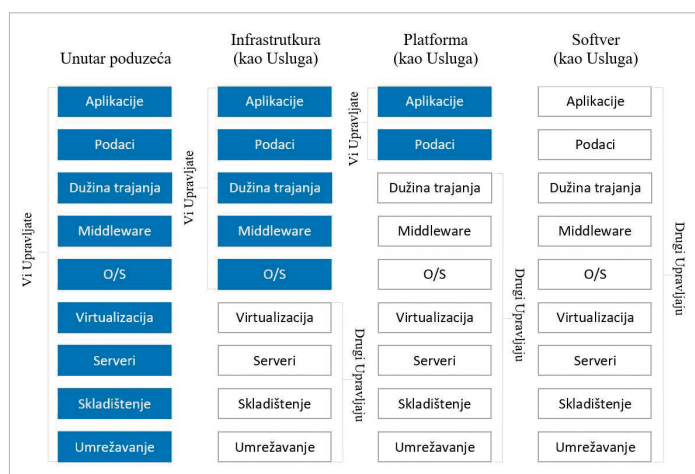 Unutar poduzeća
Vi Upravljate
Aplikacije
Podaci
Dužina trajanja
Middleware
O/S
Virtualizacija
Serveri
Skladištenje
Umrežavanje
Infrastrutkura
(kao Usluga)
Vi Upravljate
Aplikacije
Podaci
Dužina trajanja
Middleware
O/S
Virtualizacija
Serveri
Skladištenje
Umrežavanje
Drugi Upravljaju
Platforma
(kao Usluga)
Vi Upravljate
Aplikacije
Podaci
Dužina trajanja
Middleware
O/S
Virtualizacija
Serveri
Skladištenje
Umrežavanje
Drugi Upravljaju
Softver
(kao Usluga)
Aplikacije
Podaci
Dužina trajanja
Middleware
O/S
Virtualizacija
Serveri
Skladištenje
Umrežavanje
Drugi Upravljaju